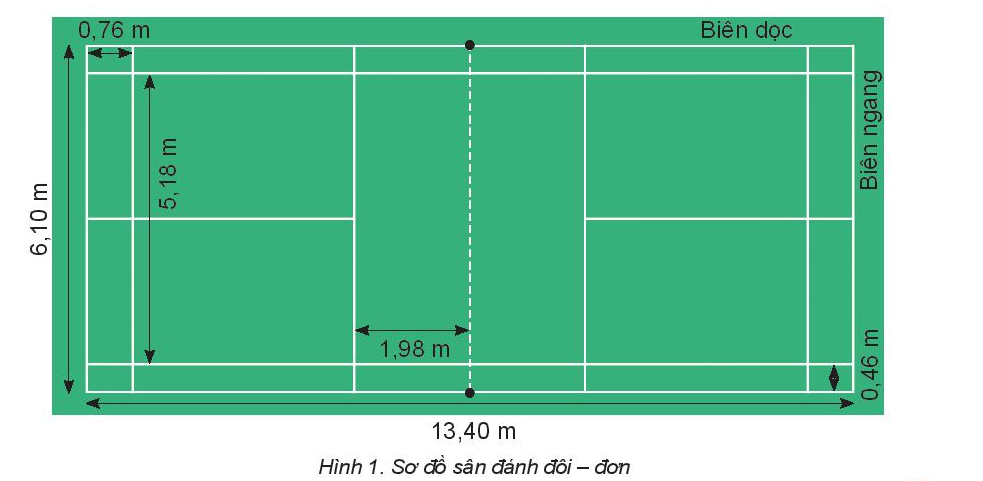 0,76 m
Biên dọc
Biên ngang
5,18 m
6,10 m
1,98 m
0,46 m
13,40 m
Hình 1. Sơ đồ sân đánh đôi – đơn